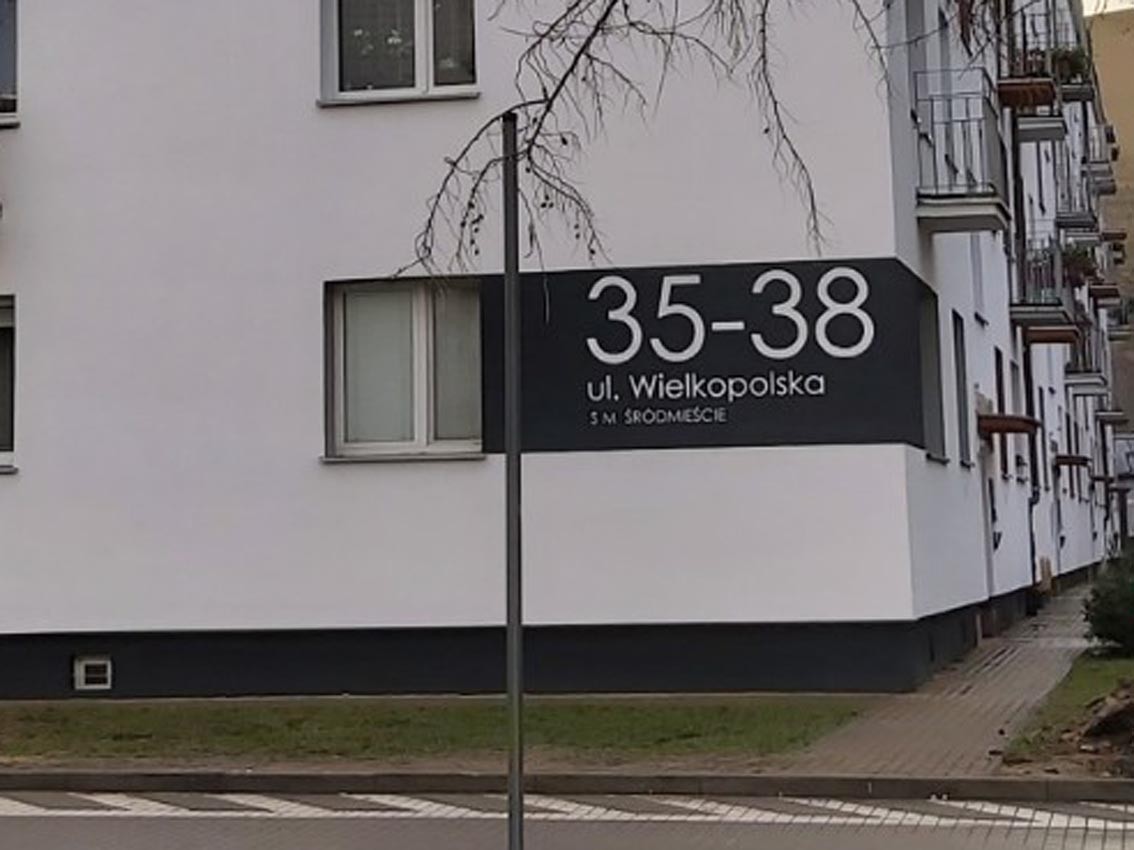 35-38
ul. Wielkopolska
S M ŚRÓDMIEŚCIE